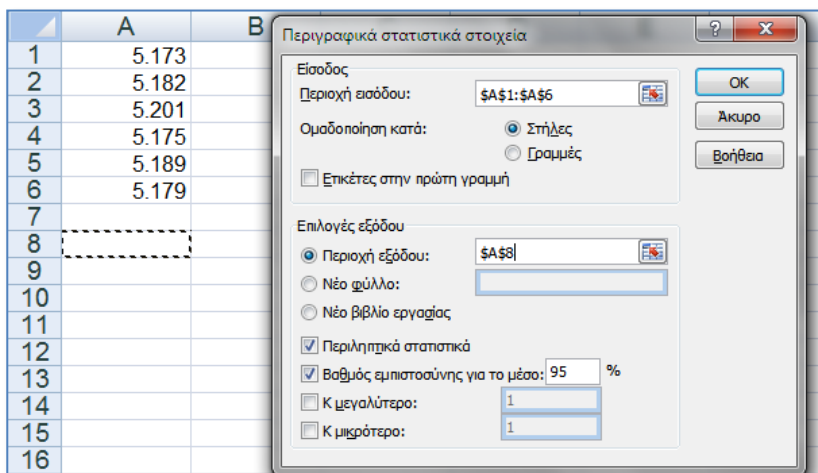 A B
Περιγραφικά στατιστικά στοιχεία
1 5.173
2 5.182
3 5.201
4 5.175
5 5.189
6 5.179
7
8
9
10
11
12
13
14
15
16
Είσοδος
Περιοχή εισόδου: $A$1:$A$6
Ομαδοποίηση κατά: Στήλες
Γραμμές
Ετικέτες στην πρώτη γραμμή
Επιλογές εξόδου
Περιοχή εξόδου: $A$8
Νέο φύλλο:
Νέο βιβλίο εργασίας
Περιληπτικά στατιστικά
Βαθμός εμπιστοσύνης για το μέσο: 95 %
Κ μεγαλύτερο: 1
Κ μικρότερο: 1
OK
Άκυρο
Βοήθεια